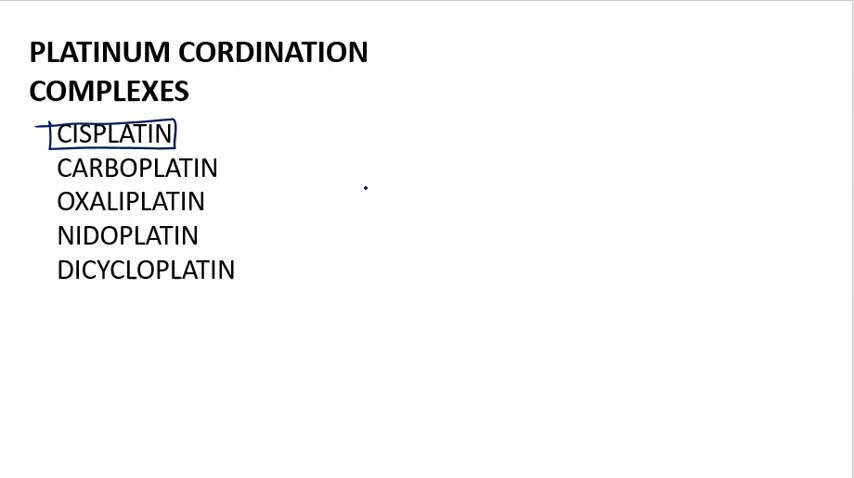 PLATINUM CORDINATION
COMPLEXES
CISPLATIN
CARBOPLATIN
OXALIPLATIN
NIDOPLATIN
DICYCLOPLATIN